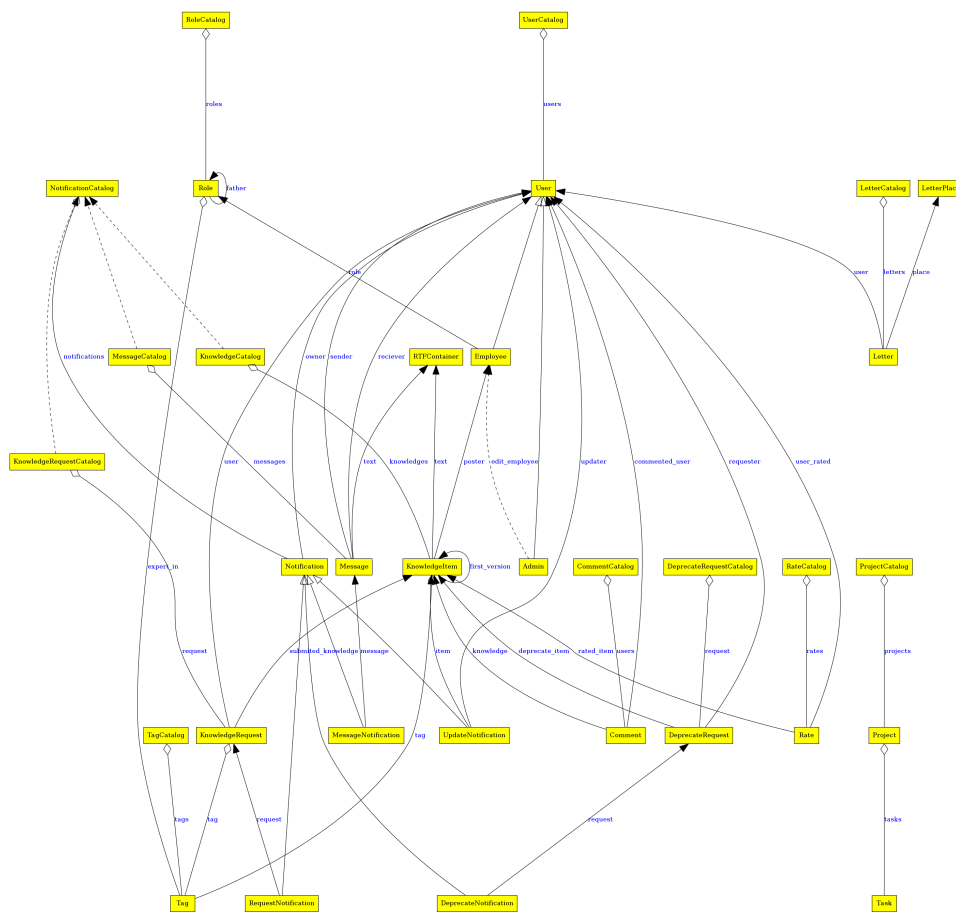 RoleCatalog
UserCatalog
roles
users
NotificationCatalog
Role
father
User
LetterCatalog
LetterPlac
role
user
letters
place
notifications
MessageCatalog
KnowledgeCatalog
owner
sender
reciever
RTFContainer
Employee
Letter
KnowledgeRequestCatalog
user
messages
text
knowledges
text
poster
edit_employee
updater
commented_user
requester
user_rated
expert_in
Notification
Message
KnowledgeItem
first_version
Admin
CommentCatalog
DeprecateRequestCatalog
RateCatalog
ProjectCatalog
request
submited_knowledge
message
item
knowledge
deprecate_item
rated_item
users
request
rates
projects
TagCatalog
KnowledgeRequest
MessageNotification
tag
UpdateNotification
Comment
DeprecateRequest
Rate
Project
tags
tag
request
request
tasks
Tag
RequestNotification
DeprecateNotification
Task